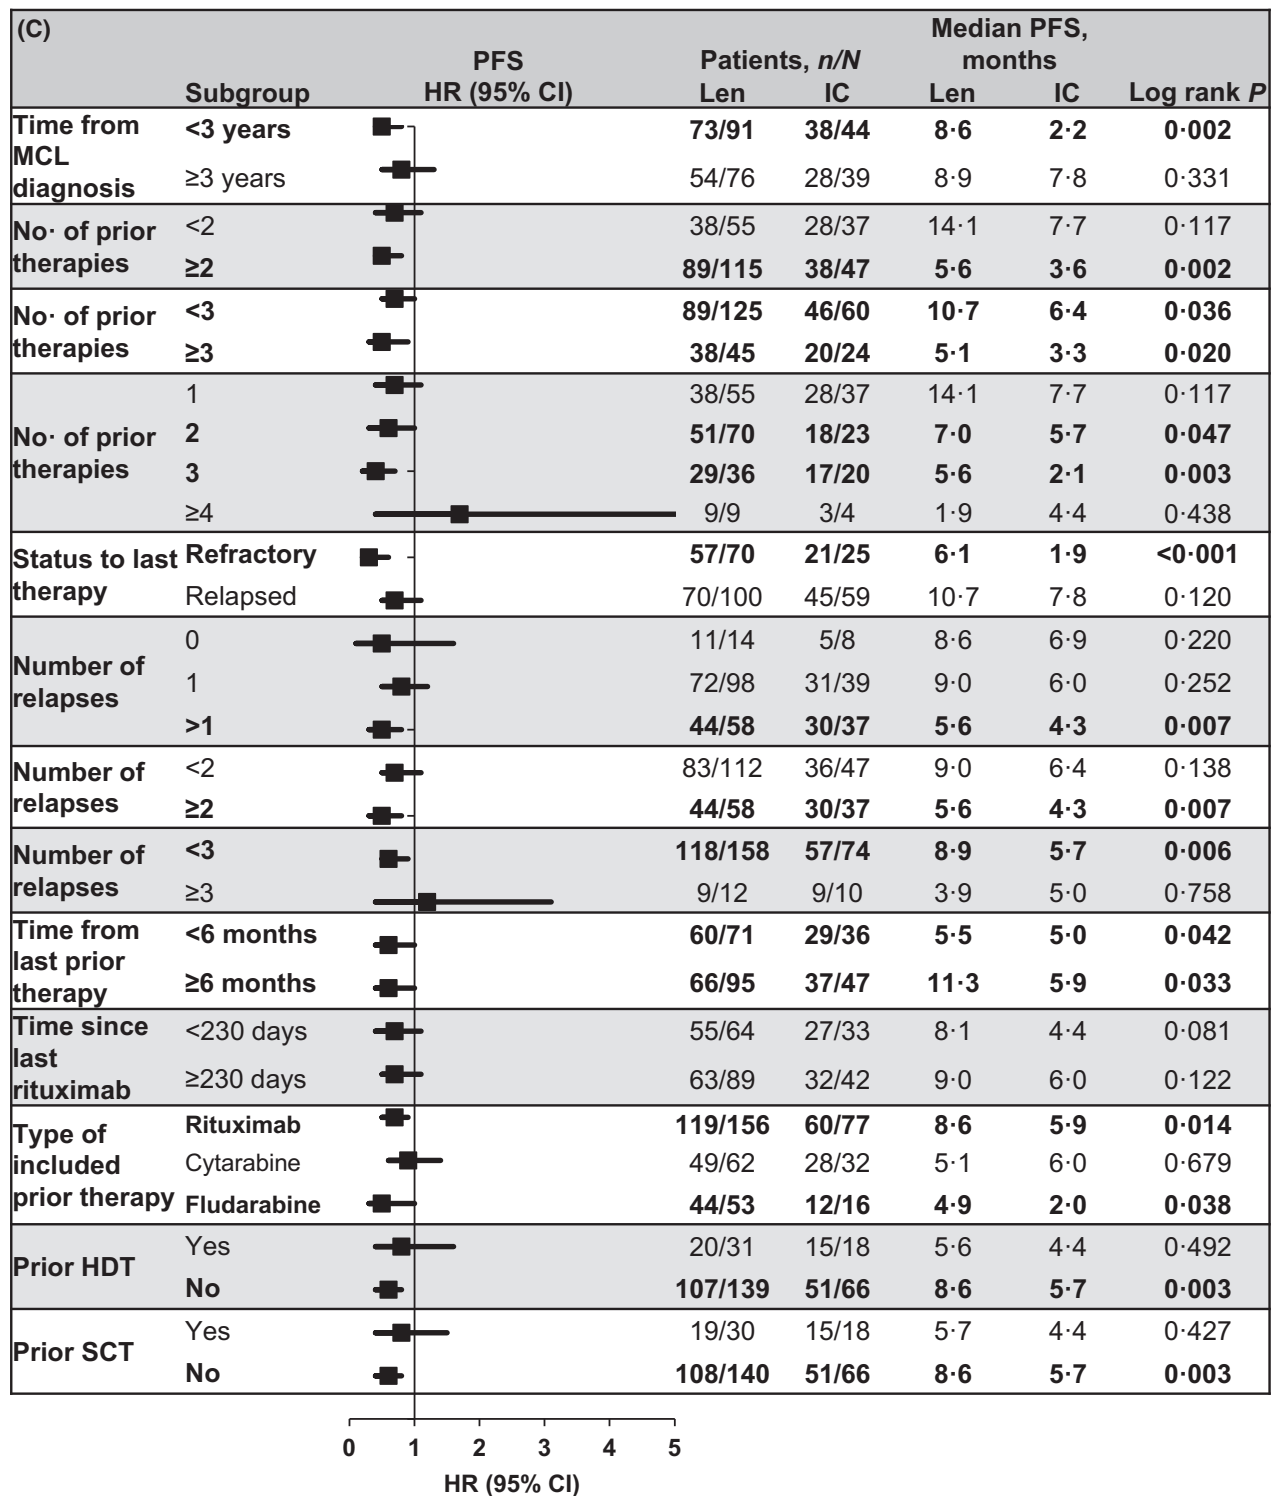 (C)
Median PFS,
PFS Patients, n/N months
Subgroup HR (95% CI) Len IC Len IC Log rank P
Time from MCL diagnosis
<3 years 73/91 38/44 8·6 2·2 0·002
≥3 years 54/76 28/39 8·9 7·8 0·331
No· of prior therapies
<2 38/55 28/37 14·1 7·7 0·117
≥2 89/115 38/47 5·6 3·6 0·002
No· of prior therapies
<3 89/125 46/60 10·7 6·4 0·036
≥3 38/45 20/24 5·1 3·3 0·020
No· of prior therapies
1 38/55 28/37 14·1 7·7 0·117
2 51/70 18/23 7·0 5·7 0·047
3 29/36 17/20 5·6 2·1 0·003
≥4 9/9 3/4 1·9 4·4 0·438
Status to last therapy
Refractory 57/70 21/25 6·1 1·9 <0·001
Relapsed 70/100 45/59 10·7 7·8 0·120
Number of relapses
0 11/14 5/8 8·6 6·9 0·220
1 72/98 31/39 9·0 6·0 0·252
>1 44/58 30/37 5·6 4·3 0·007
Number of relapses
<2 83/112 36/47 9·0 6·4 0·138
≥2 44/58 30/37 5·6 4·3 0·007
Number of relapses
<3 118/158 57/74 8·9 5·7 0·006
≥3 9/12 9/10 3·9 5·0 0·758
Time from last prior therapy
<6 months 60/71 29/36 5·5 5·0 0·042
≥6 months 66/95 37/47 11·3 5·9 0·033
Time since last rituximab
<230 days 55/64 27/33 8·1 4·4 0·081
≥230 days 63/89 32/42 9·0 6·0 0·122
Type of included prior therapy
Rituximab 119/156 60/77 8·6 5·9 0·014
Cytarabine 49/62 28/32 5·1 6·0 0·679
Fludarabine 44/53 12/16 4·9 2·0 0·038
Prior HDT
Yes 20/31 15/18 5·6 4·4 0·492
No 107/139 51/66 8·6 5·7 0·003
Prior SCT
Yes 19/30 15/18 5·7 4·4 0·427
No 108/140 51/66 8·6 5·7 0·003
0 1 2 3 4 5
HR (95% CI)